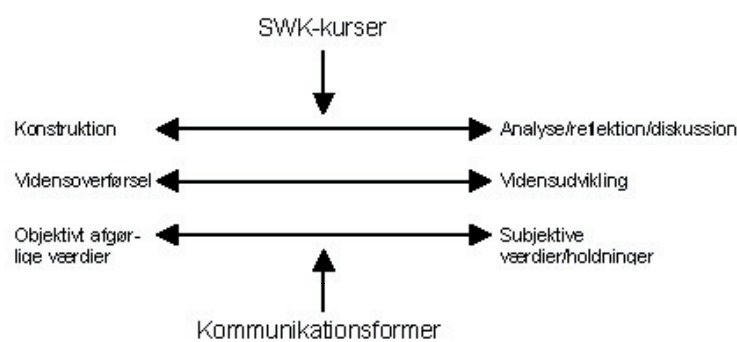 SWK-kurser
Konstruktion
Analyse/reflektion/diskussion
Vidensoverførsel
Vidensudvikling
Objektivt afgør-
lige værdier
Subjektive
værdier/holdninger
Kommunikationsformer